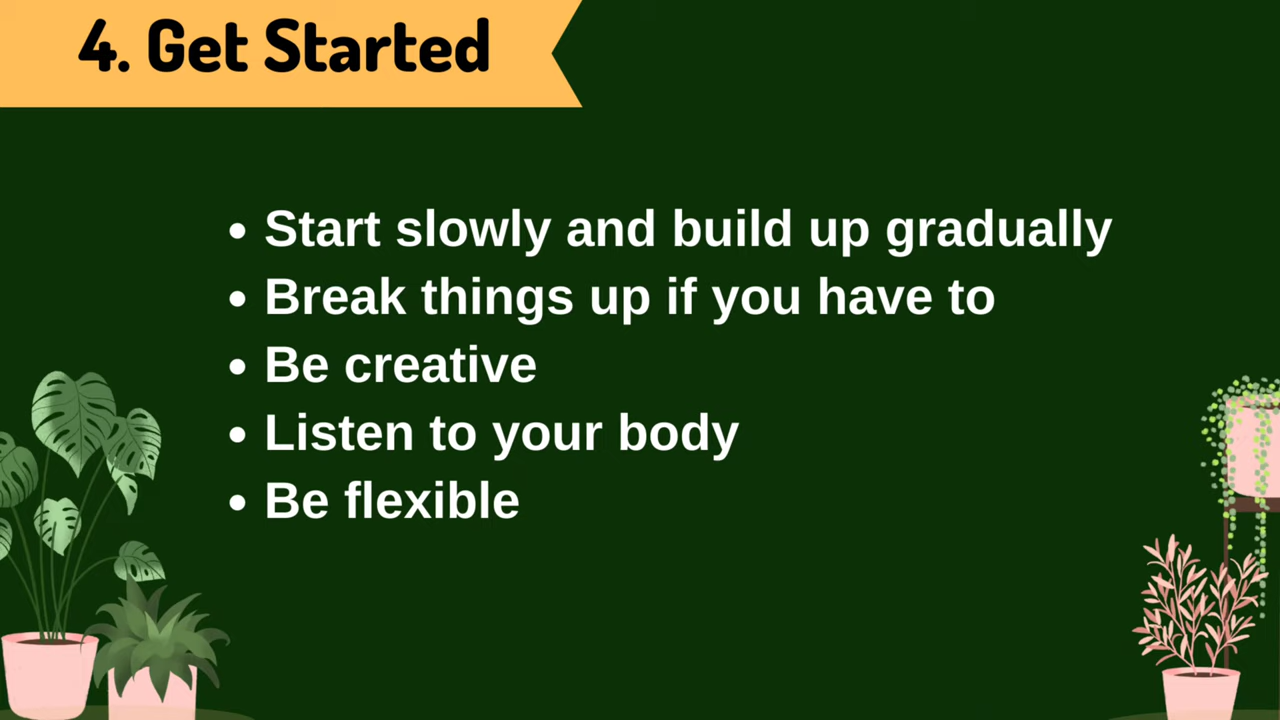 4. Get Started
• Start slowly and build up gradually
• Break things up if you have to
• Be creative
• Listen to your body
• Be flexible